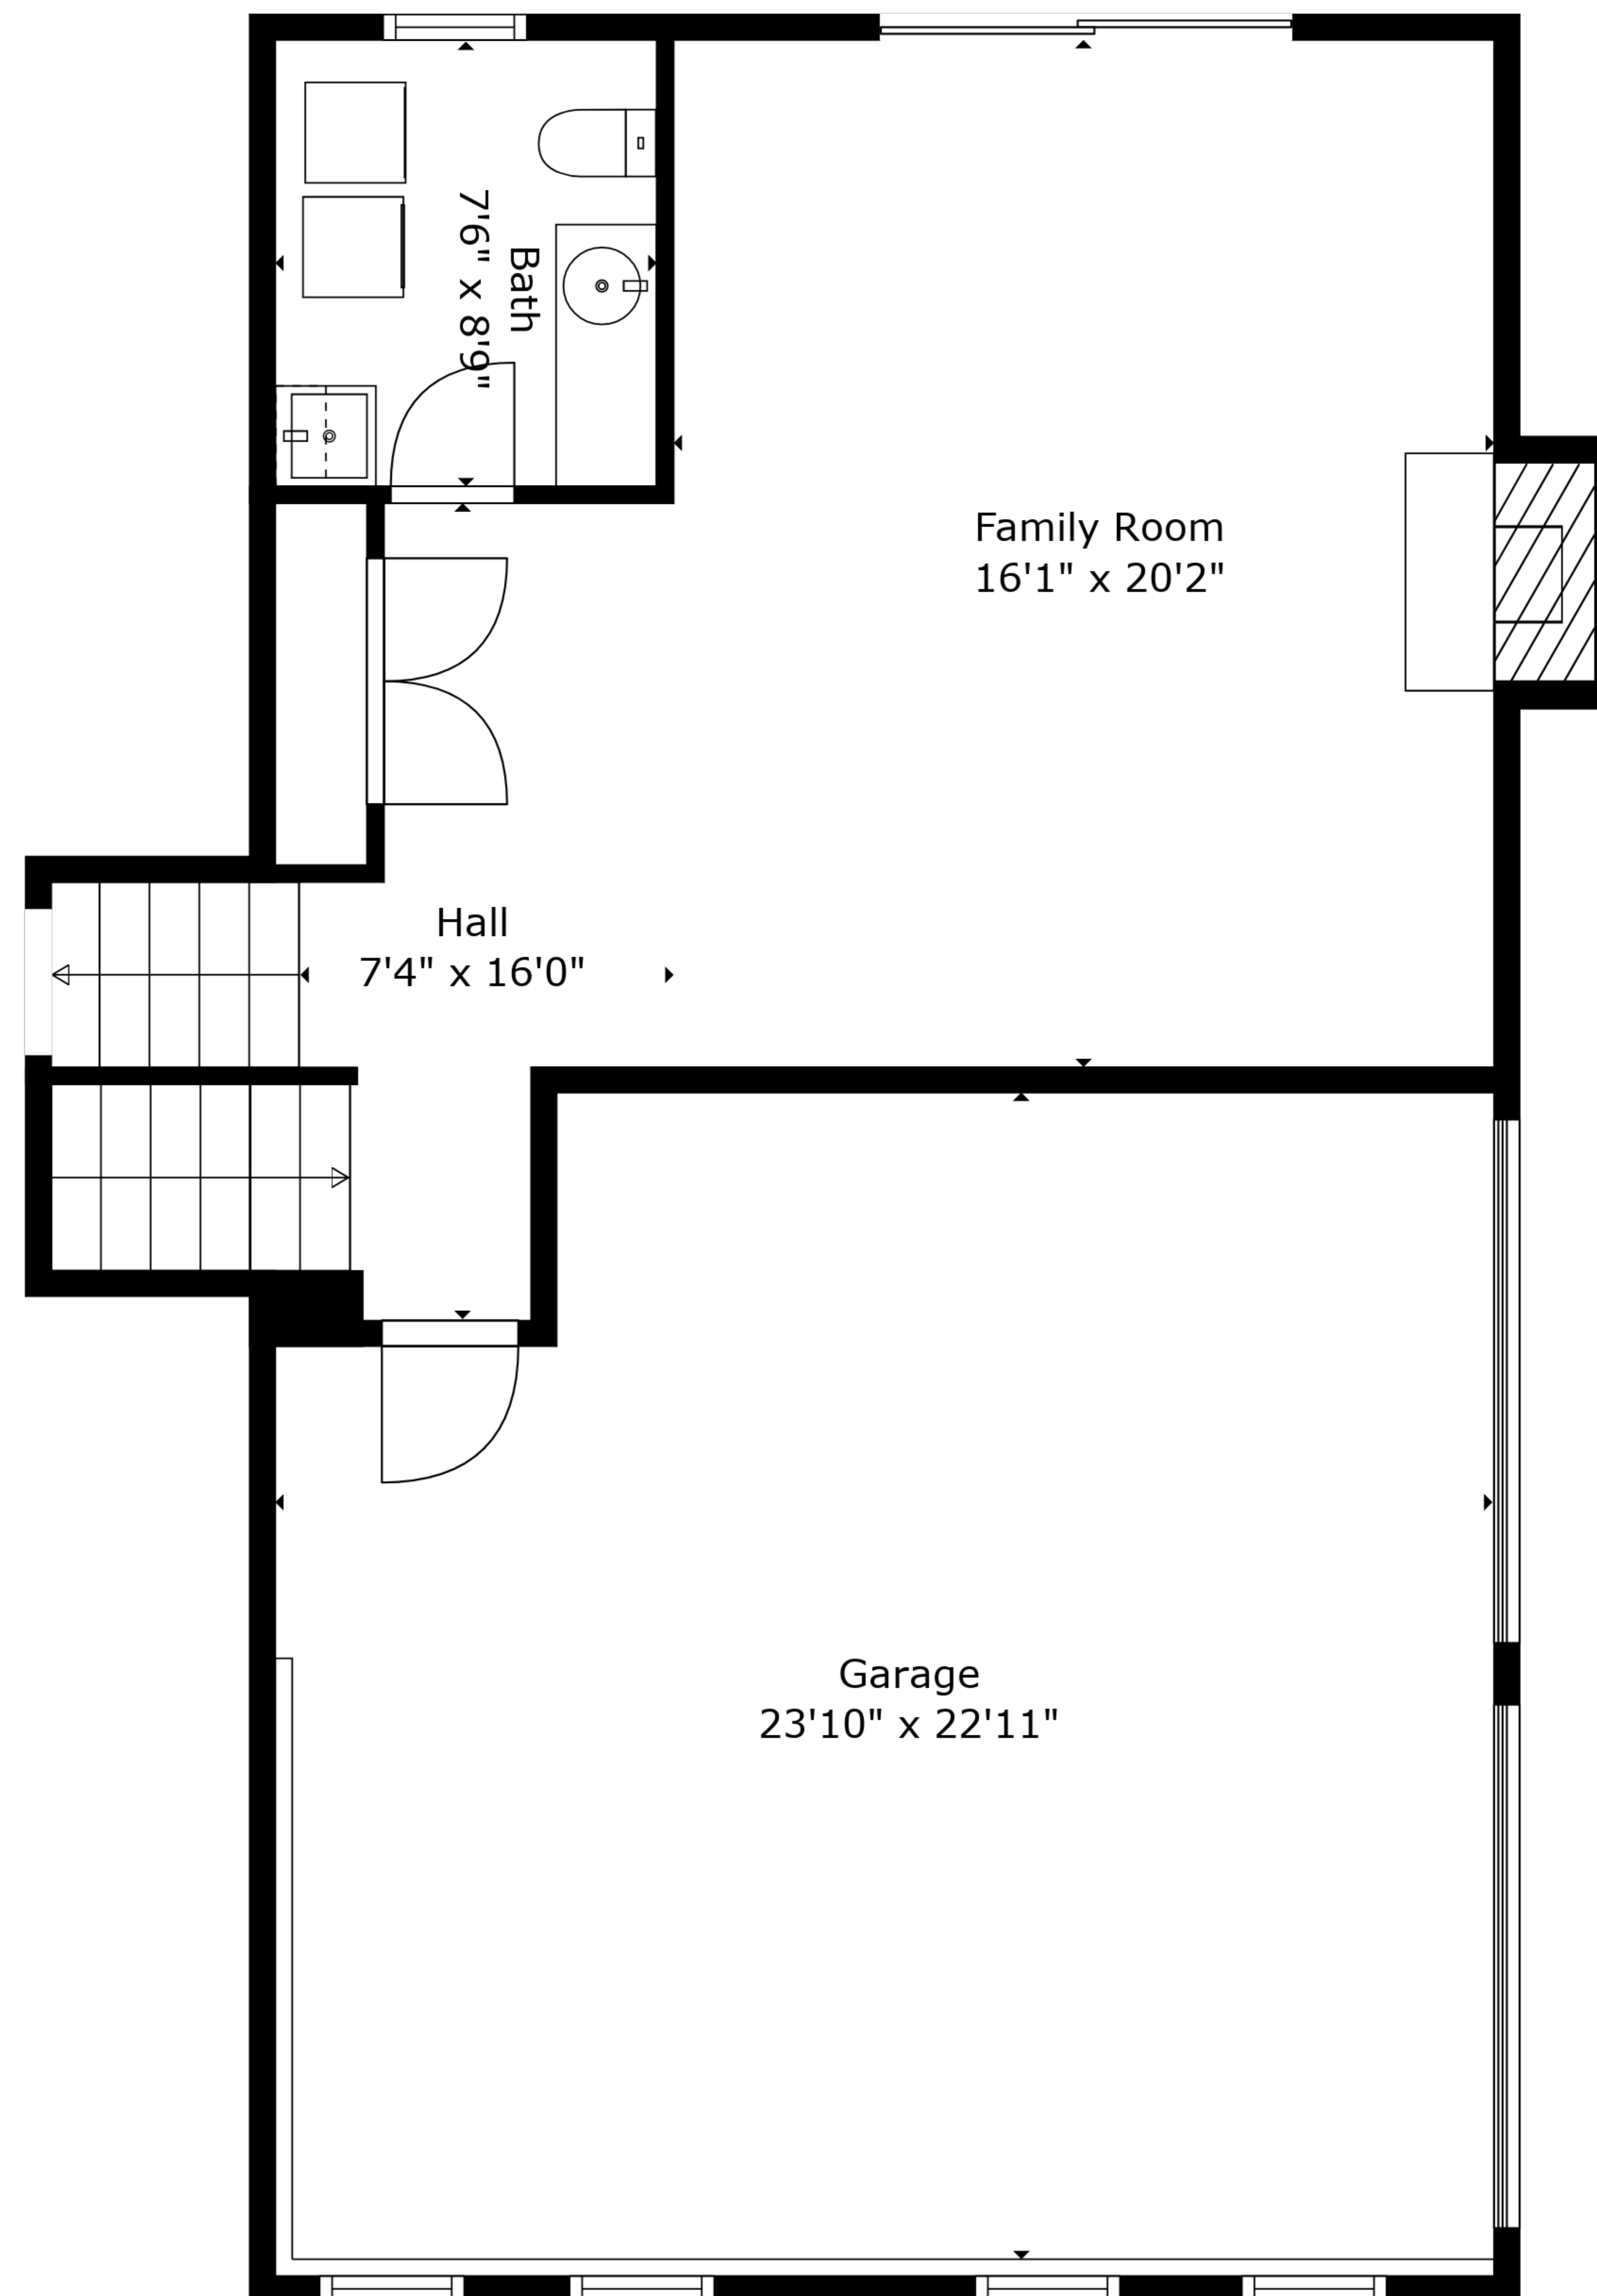 Bath
7'6" x 8'9"
Family Room
16'1" x 20'2"
Hall
7'4" x 16'0"
Garage
23'10" x 22'11"